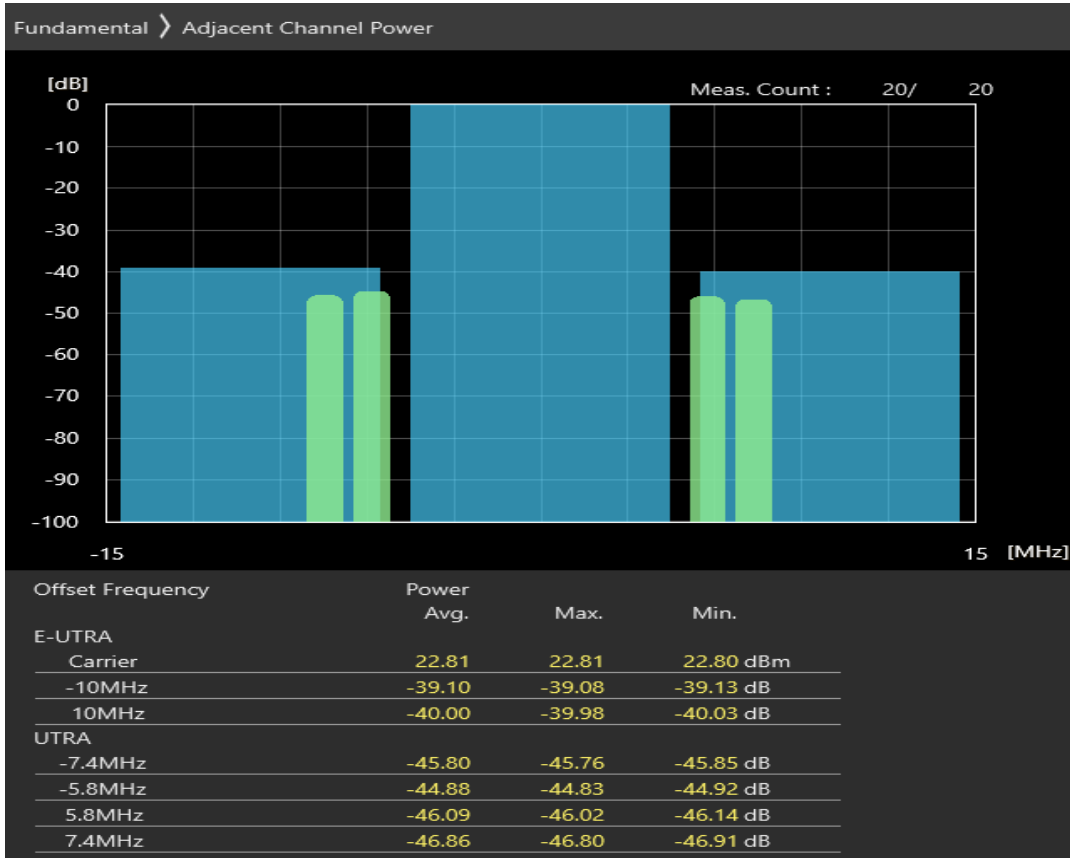 Fundamental ❯ Adjacent Channel Power
[dB]
Meas. Count : 20/ 20
0
-10
-20
-30
-40
-50
-60
-70
-80
-90
-100
-15 15 [MHz]
Offset Frequency Power
Avg. Max. Min.
E-UTRA
Carrier 22.81 22.81 22.80 dBm
-10MHz -39.10 -39.08 -39.13 dB
10MHz -40.00 -39.98 -40.03 dB
UTRA
-7.4MHz -45.80 -45.76 -45.85 dB
-5.8MHz -44.88 -44.83 -44.92 dB
5.8MHz -46.09 -46.02 -46.14 dB
7.4MHz -46.86 -46.80 -46.91 dB